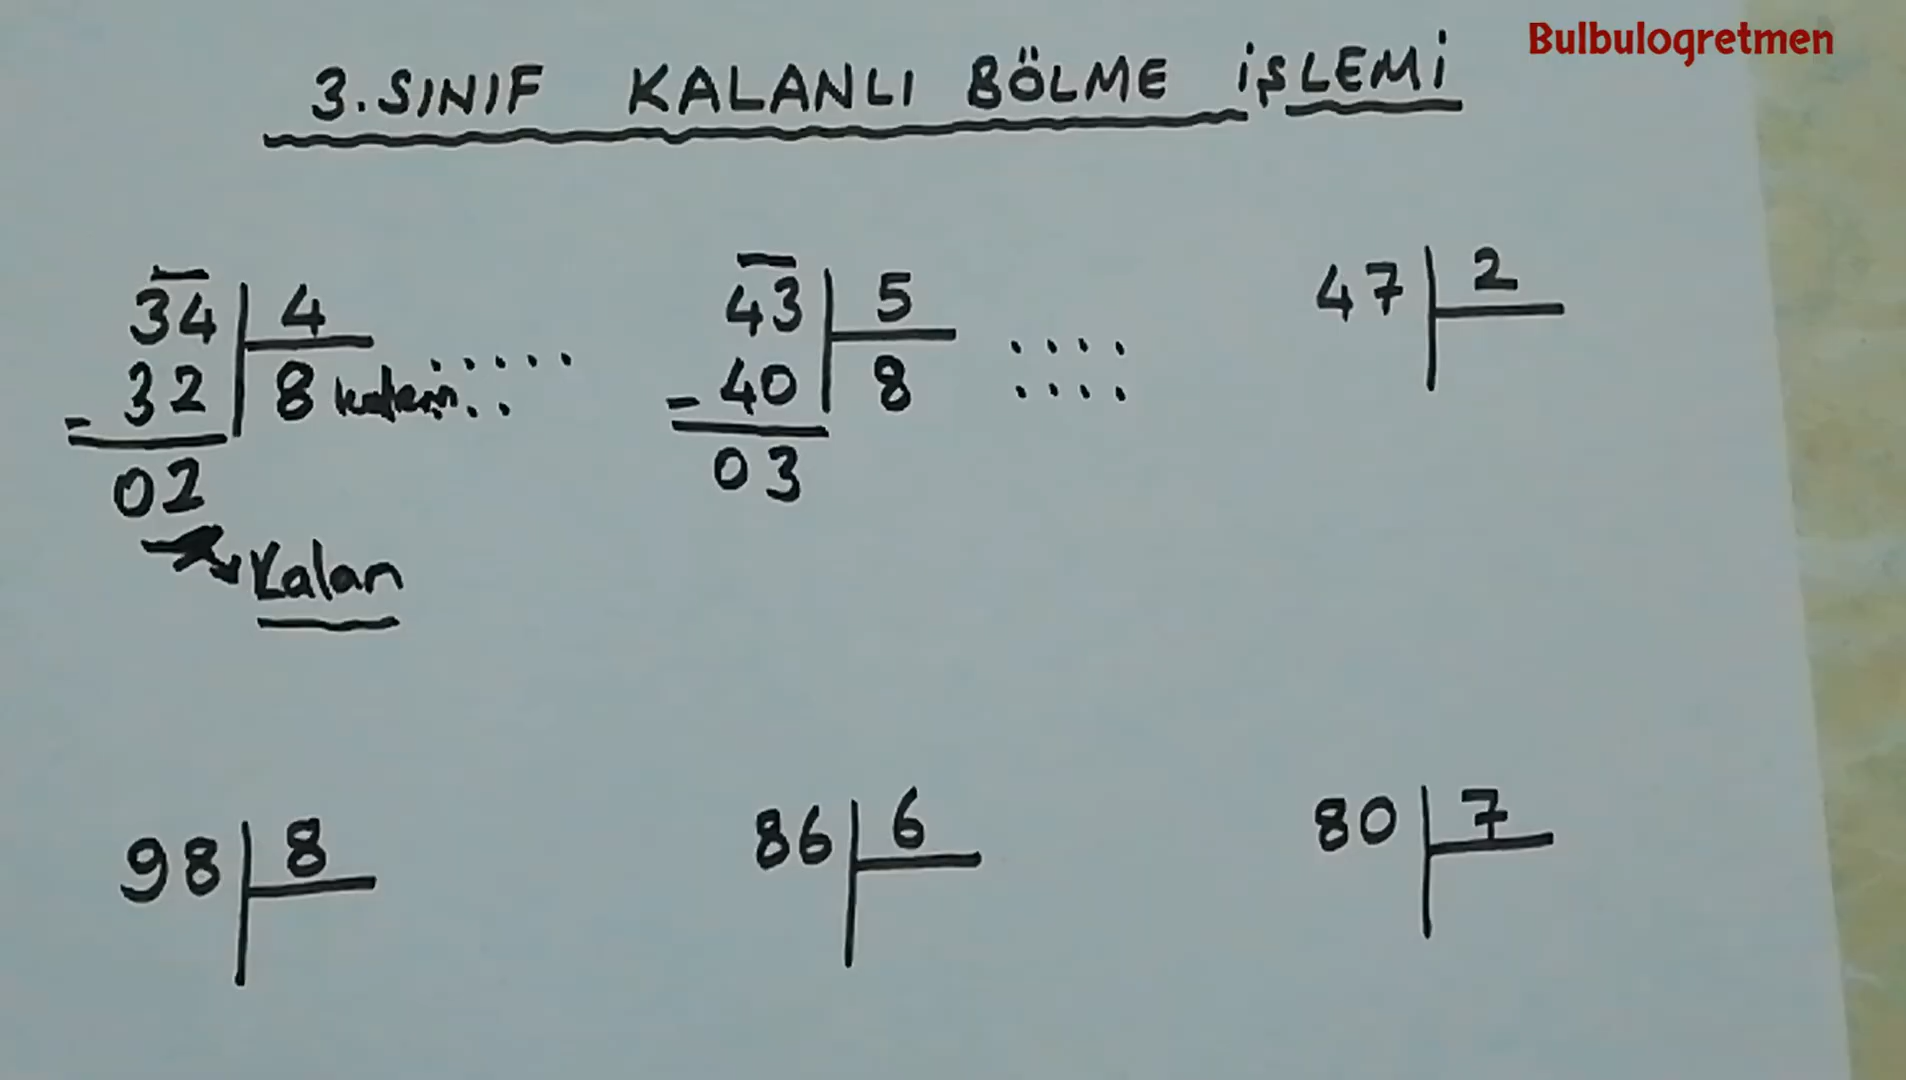 Bulbulogretmen
3.SINIF KALANLI BÖLME İŞLEMİ
34 4
- 32 8 kalem
02
Kalan
43 5
- 40 8
03
47 2
98 8
86 6
80 7